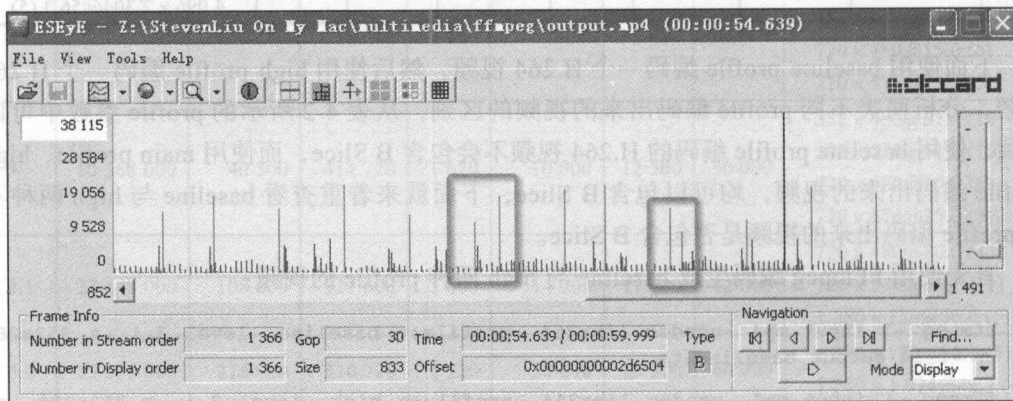 ESEyE - Z:\StevenLiu On My Mac\multimedia\ffmpeg\output.mp4 (00:00:54.639)
File View Tools Help
elecard
38 115
28 584
19 056
9 528
0
852
1 491
Frame Info
Navigation
Number in Stream order 1 366 Gop 30 Time 00:00:54.639 / 00:00:59.999 Type
Find...
Number in Display order 1 366 Size 833 Offset 0x00000000002d6504 B
Mode Display